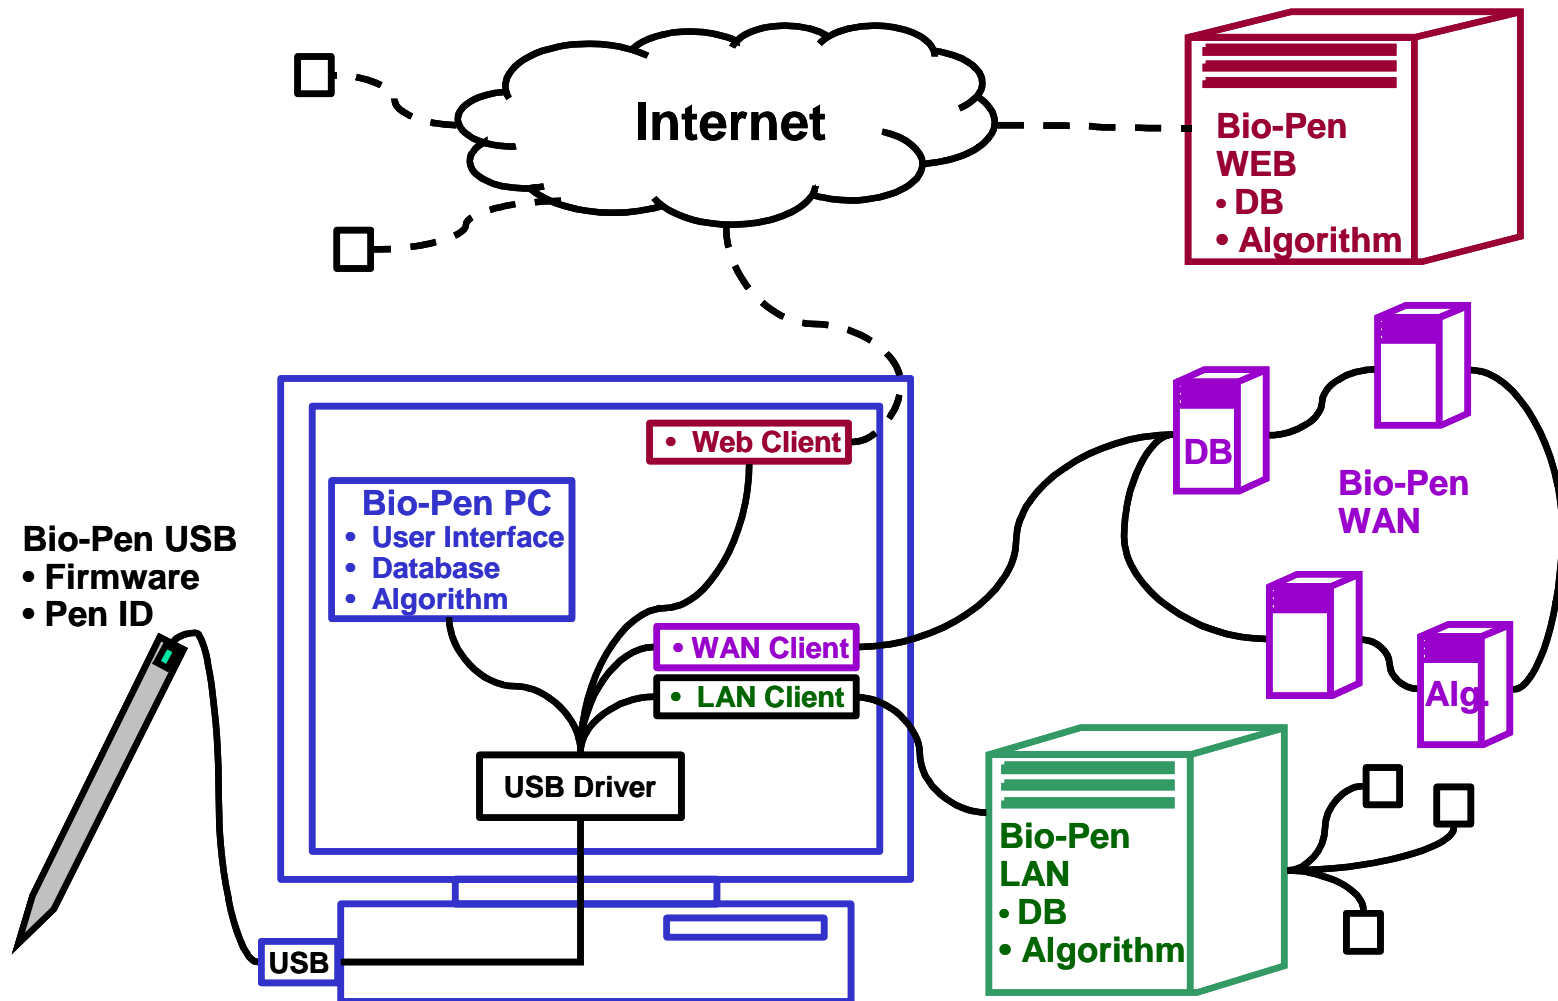 Internet
Bio-Pen
WEB
• DB
• Algorithm
• Web Client
Bio-Pen PC
• User Interface
• Database
• Algorithm
Bio-Pen USB
• Firmware
• Pen ID
• WAN Client
• LAN Client
USB Driver
USB
DB
Bio-Pen
WAN
Alg.
Bio-Pen
LAN
• DB
• Algorithm